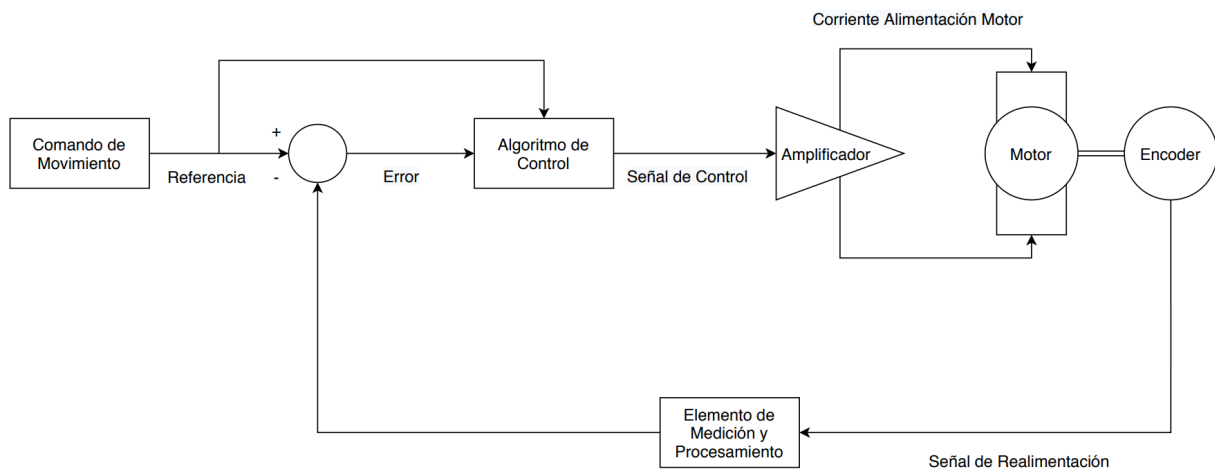 Corriente Alimentación Motor
Comando de
Movimiento
+
-
Referencia
Error
Algoritmo de
Control
Señal de Control
Amplificador
Motor
Encoder
Elemento de
Medición y
Procesamiento
Señal de Realimentación